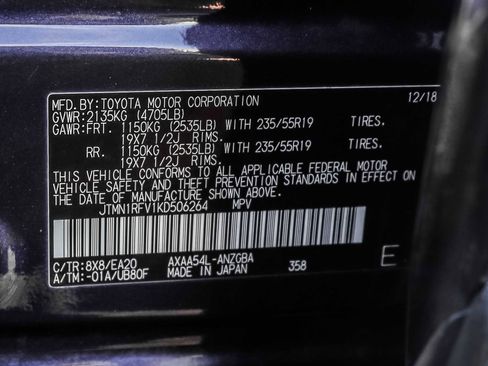 MFD.BY:TOYOTA MOTOR CORPORATION 12/18
GVWR:2135KG (4705LB)
GAWR:FRT. 1150KG (2535LB) WITH 235/55R19 TIRES.
19X7 1/2J RIMS.
RR. 1150KG (2535LB) WITH 235/55R19 TIRES.
19X7 1/2J RIMS.
THIS VEHICLE CONFORMS TO ALL APPLICABLE FEDERAL MOTOR
VEHICLE SAFETY AND THEFT PREVENTION STANDARDS IN EFFECT ON
THE DATE OF MANUFACTURE SHOWN ABOVE.
JTMN1RFV1KD506264 MPV
C/TR:8X8/EA20 AXAA54L-ANZGBA
A/TM:-01A/UB80F MADE IN JAPAN 358 E